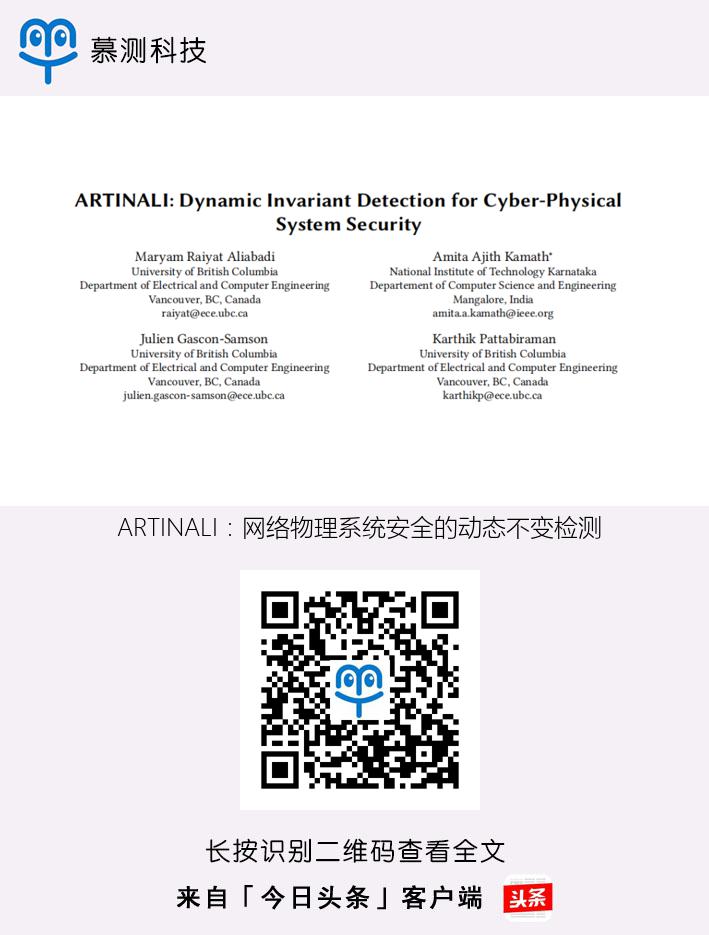 慕测科技
ARTINALI: Dynamic Invariant Detection for Cyber-Physical
System Security
Maryam Raiyat Aliabadi
University of British Columbia
Department of Electrical and Computer Engineering
Vancouver, BC, Canada
raiyat@ece.ubc.ca
Amita Ajith Kamath*
National Institute of Technology Karnataka
Departement of Computer Science and Engineering
Mangalore, India
amita.a.kamath@ieee.org
Julien Gascon-Samson
University of British Columbia
Department of Electrical and Computer Engineering
Vancouver, BC, Canada
julien.gascon-samson@ece.ubc.ca
Karthik Pattabiraman
University of British Columbia
Department of Electrical and Computer Engineering
Vancouver, BC, Canada
karthikp@ece.ubc.ca
ARTINALI：网络物理系统安全的动态不变检测
长按识别二维码查看全文
来自「今日头条」客户端
头条